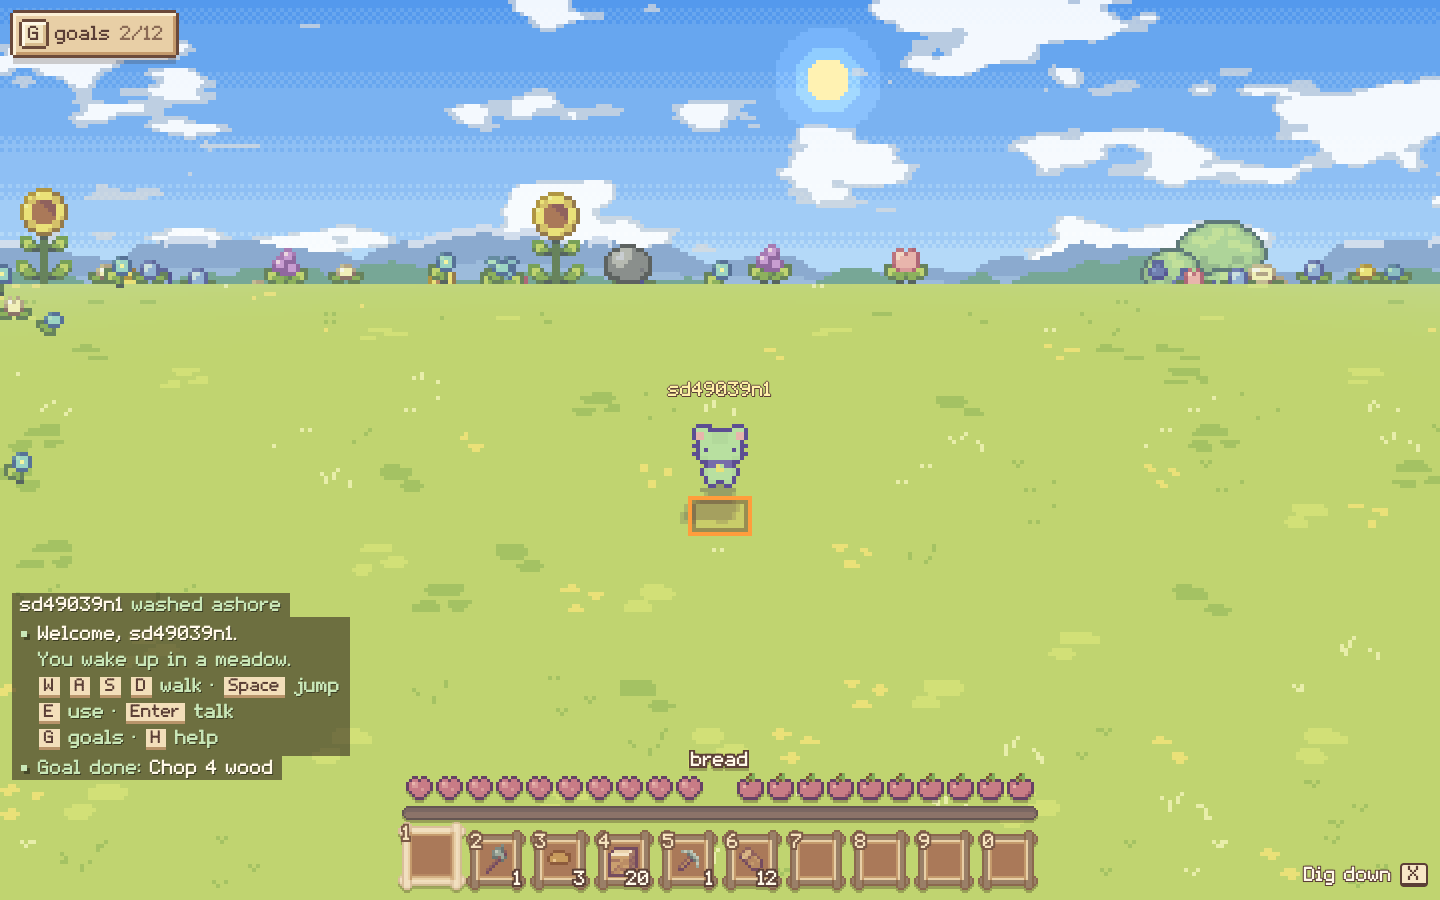 G goals 2/12
sd49039n1
sd49039n1 washed ashore
Welcome, sd49039n1.
You wake up in a meadow.
W A S D walk · Space jump
E use · Enter talk
G goals · H help
Goal done: Chop 4 wood
bread
1 2 3 4 5 6 7 8 9 0
1 3 20 1 12
Dig down X